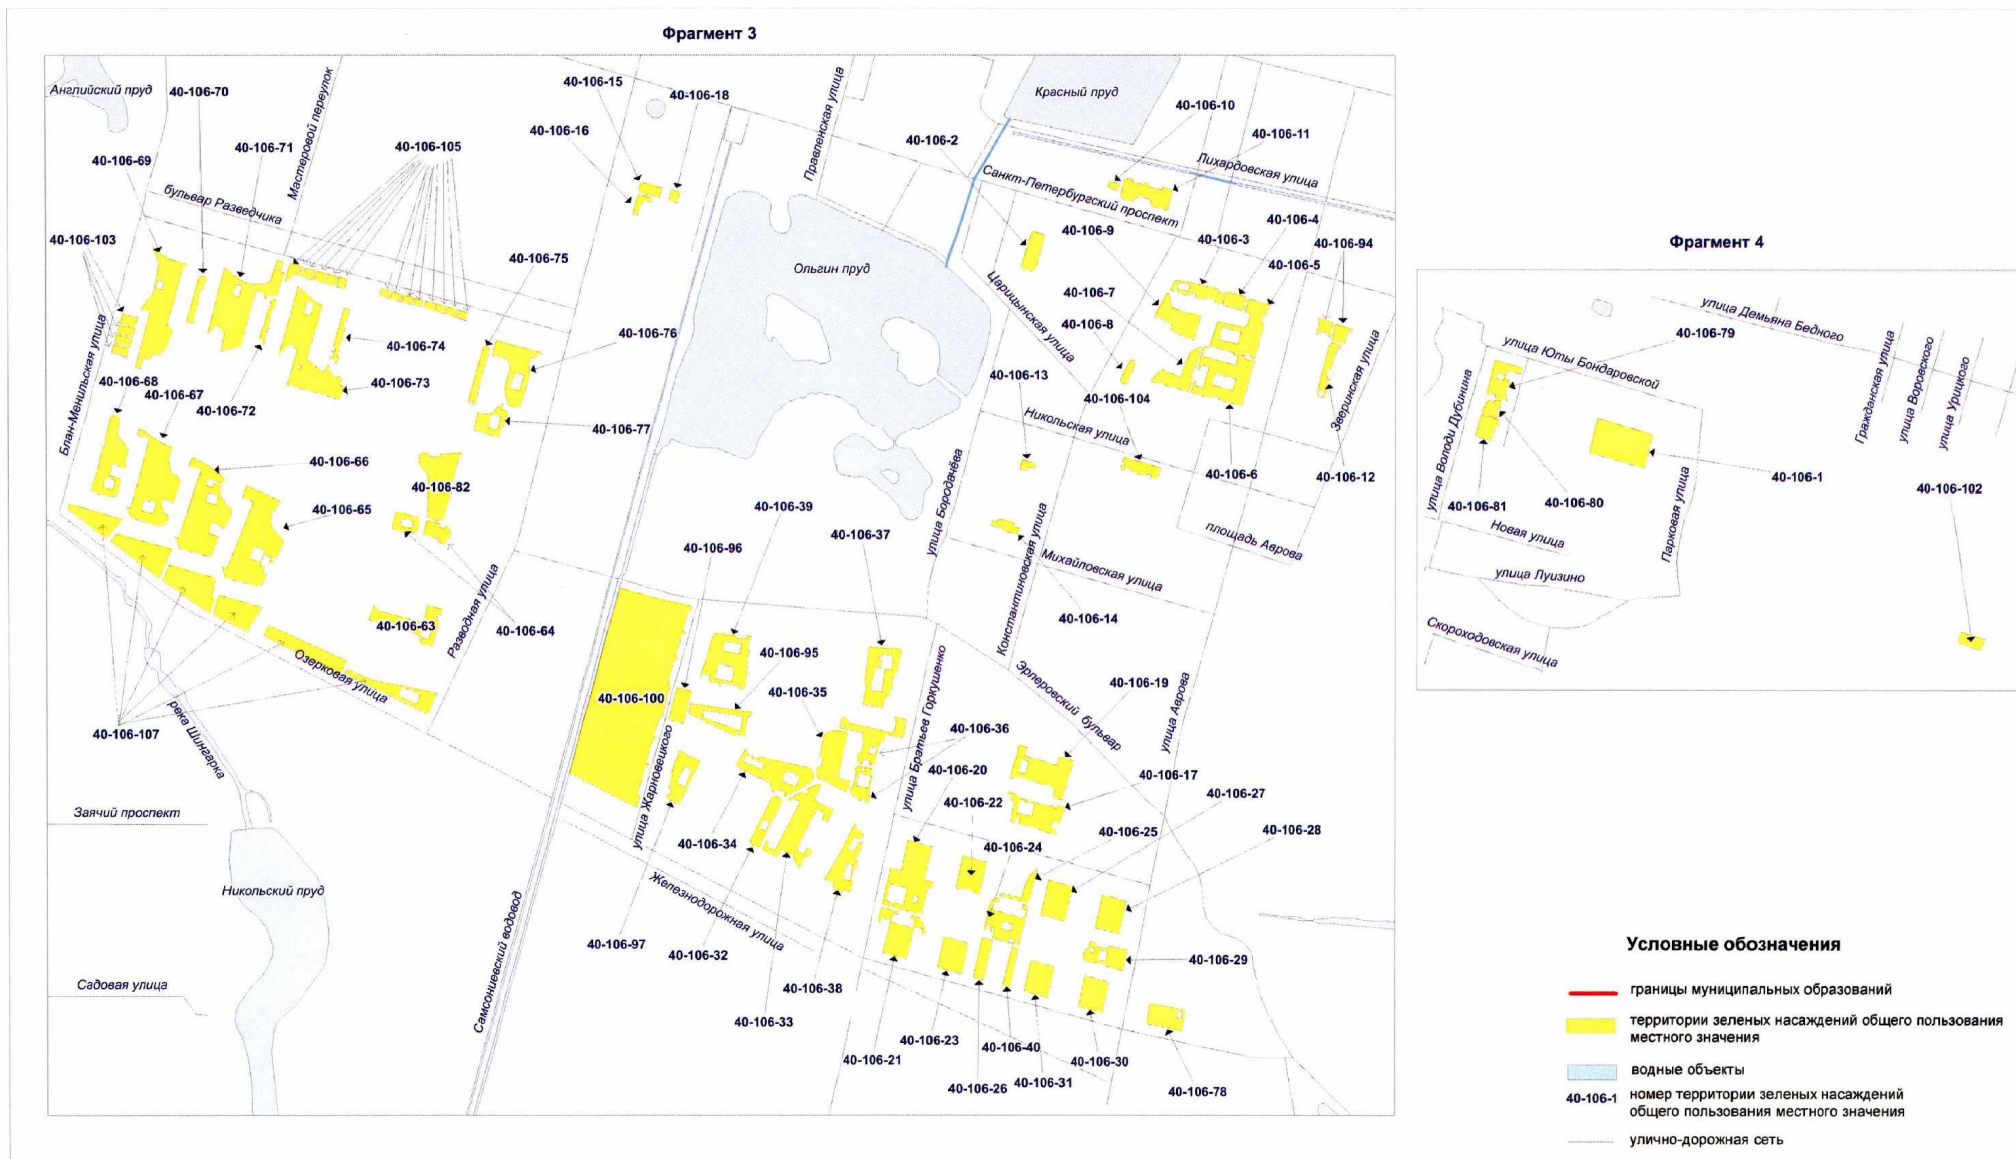 Фрагмент 3
Английский пруд
40-106-70
Мастеровой переулок
40-106-15
40-106-18
40-106-16
Правленская улица
Красный пруд
40-106-10
40-106-11
40-106-2
40-106-71
40-106-105
40-106-69
Лихардовская улица
Санкт-Петербургский проспект
бульвар Разведчика
40-106-4
40-106-9
40-106-3
40-106-94
40-106-103
40-106-75
Ольгин пруд
40-106-5
Царицынская улица
40-106-7
40-106-8
40-106-76
40-106-74
40-106-73
40-106-72
Блан-Менильская улица
40-106-68
40-106-67
40-106-13
40-106-104
Зверинская улица
Никольская улица
40-106-77
40-106-66
40-106-82
40-106-65
40-106-6
40-106-12
улица Бородачёва
40-106-39
40-106-37
40-106-96
Константиновская улица
площадь Аврова
Михайловская улица
Разводная улица
40-106-63
40-106-64
40-106-14
Озерковая улица
40-106-95
40-106-35
40-106-100
улица Братьев Горкушенко
Эрлеровский бульвар
40-106-19
улица Аврова
река Шингарка
40-106-107
40-106-36
40-106-20
40-106-17
40-106-27
40-106-22
улица Жарновецкого
Заячий проспект
40-106-34
40-106-25
40-106-28
40-106-24
Никольский пруд
Железнодорожная улица
Самсониевский водовод
40-106-97
40-106-32
40-106-38
40-106-33
40-106-29
Садовая улица
40-106-21
40-106-23
40-106-40
40-106-30
40-106-26
40-106-31
40-106-78
Фрагмент 4
улица Демьяна Бедного
40-106-79
улица Юты Бондаровской
Гражданская улица
улица Воровского
улица Урицкого
улица Володи Дубинина
40-106-81
40-106-80
40-106-1
40-106-102
Новая улица
Парковая улица
улица Луизино
Скороходовская улица
Условные обозначения
границы муниципальных образований
территории зеленых насаждений общего пользования
местного значения
водные объекты
40-106-1 номер территории зеленых насаждений
общего пользования местного значения
улично-дорожная сеть